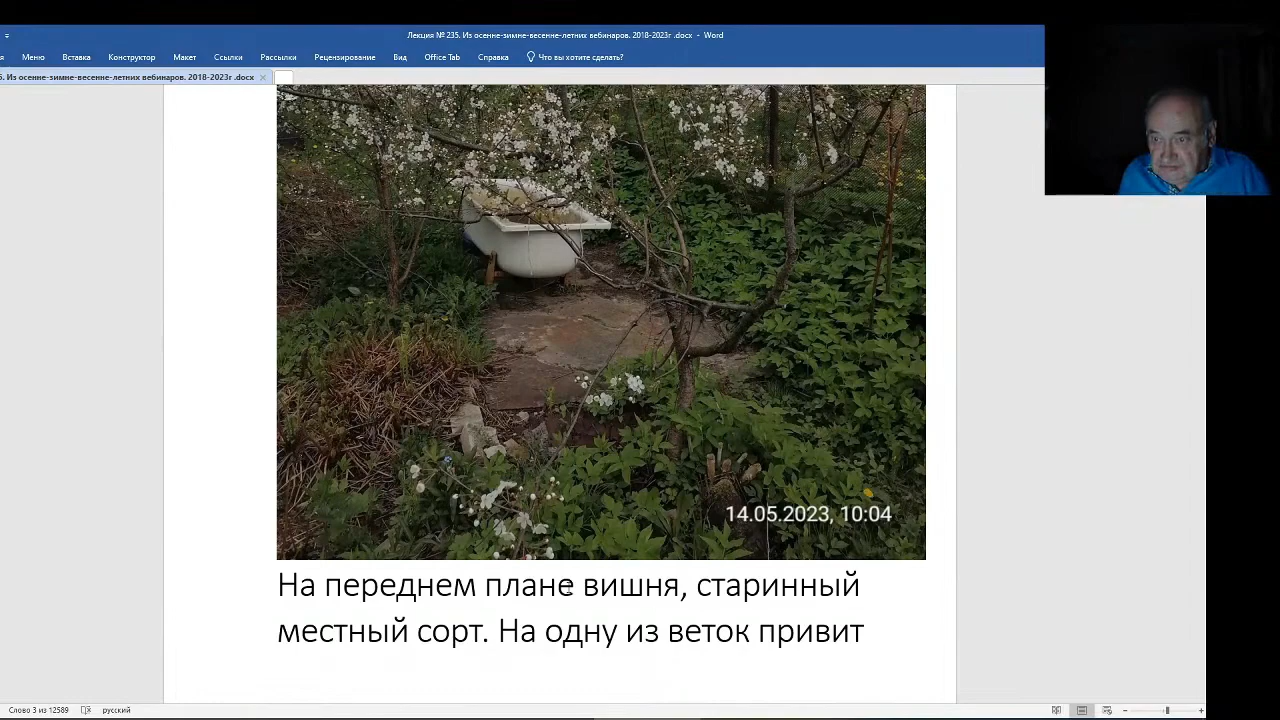 Лекция № 235. Из осенне-зимне-весенне-летних вебинаров. 2018-2023г .docx - Word
я Меню Вставка Конструктор Макет Ссылки Рассылки Рецензирование Вид Office Tab Справка Что вы хотите сделать?
5. Из осенне-зимне-весенне-летних вебинаров. 2018-2023г .docx
14.05.2023, 10:04
На переднем плане вишня, старинный
местный сорт. На одну из веток привит
Слово 3 из 12589 русский